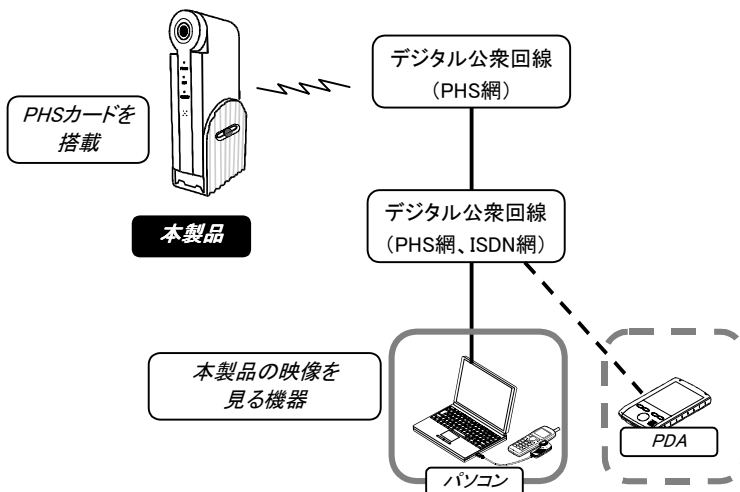 デジタル公衆回線
（PHS網）
PHSカードを
搭載
本製品
デジタル公衆回線
（PHS網、ISDN網）
本製品の映像を
見る機器
パソコン
PDA